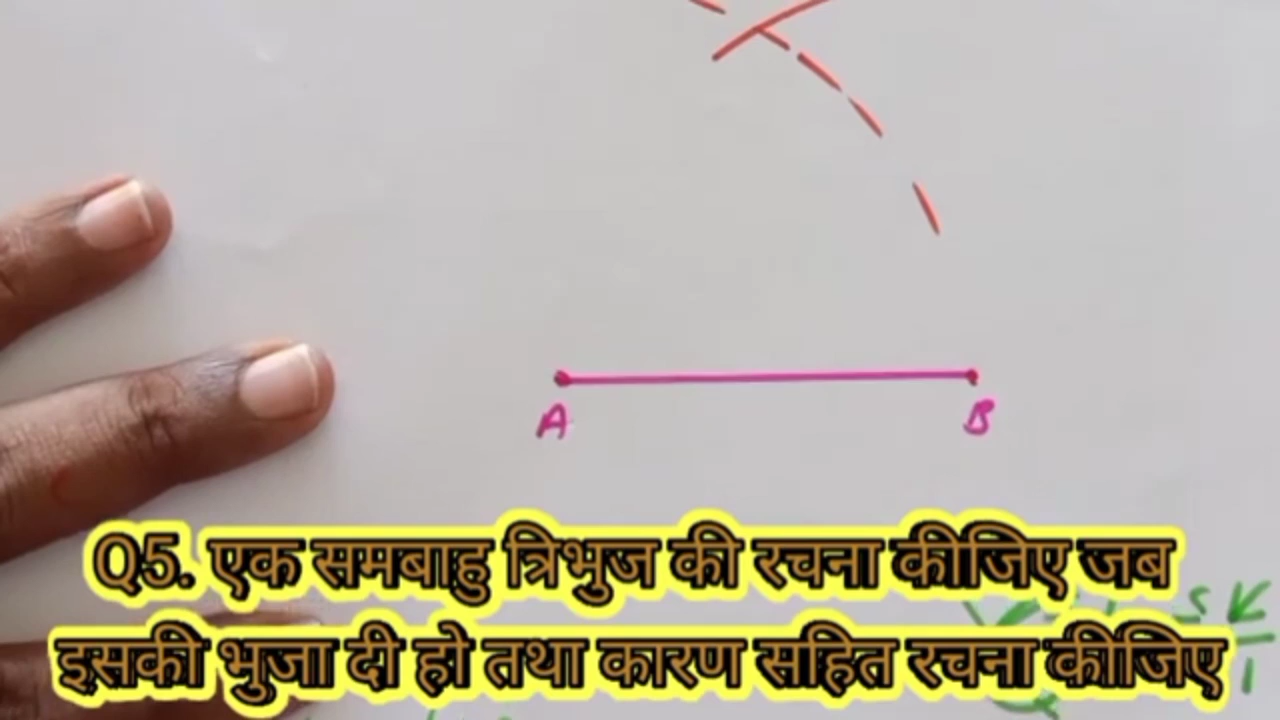 A
B
Q5. एक समबाहु त्रिभुज की रचना कीजिए जब
इसकी भुजा दी हो तथा कारण सहित रचना कीजिए